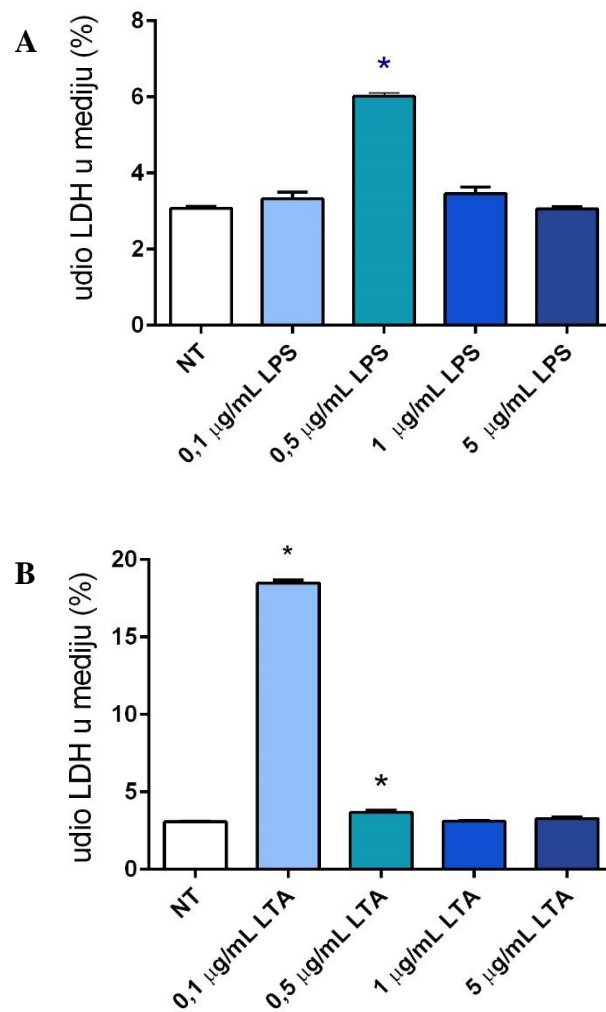 A
udio LDH u mediju (%)
8
6
4
2
0
*
NT
0,1 μg/mL LPS
0,5 μg/mL LPS
1 μg/mL LPS
5 μg/mL LPS
B
udio LDH u mediju (%)
20
15
10
5
0
*
*
NT
0,1 μg/mL LTA
0,5 μg/mL LTA
1 μg/mL LTA
5 μg/mL LTA